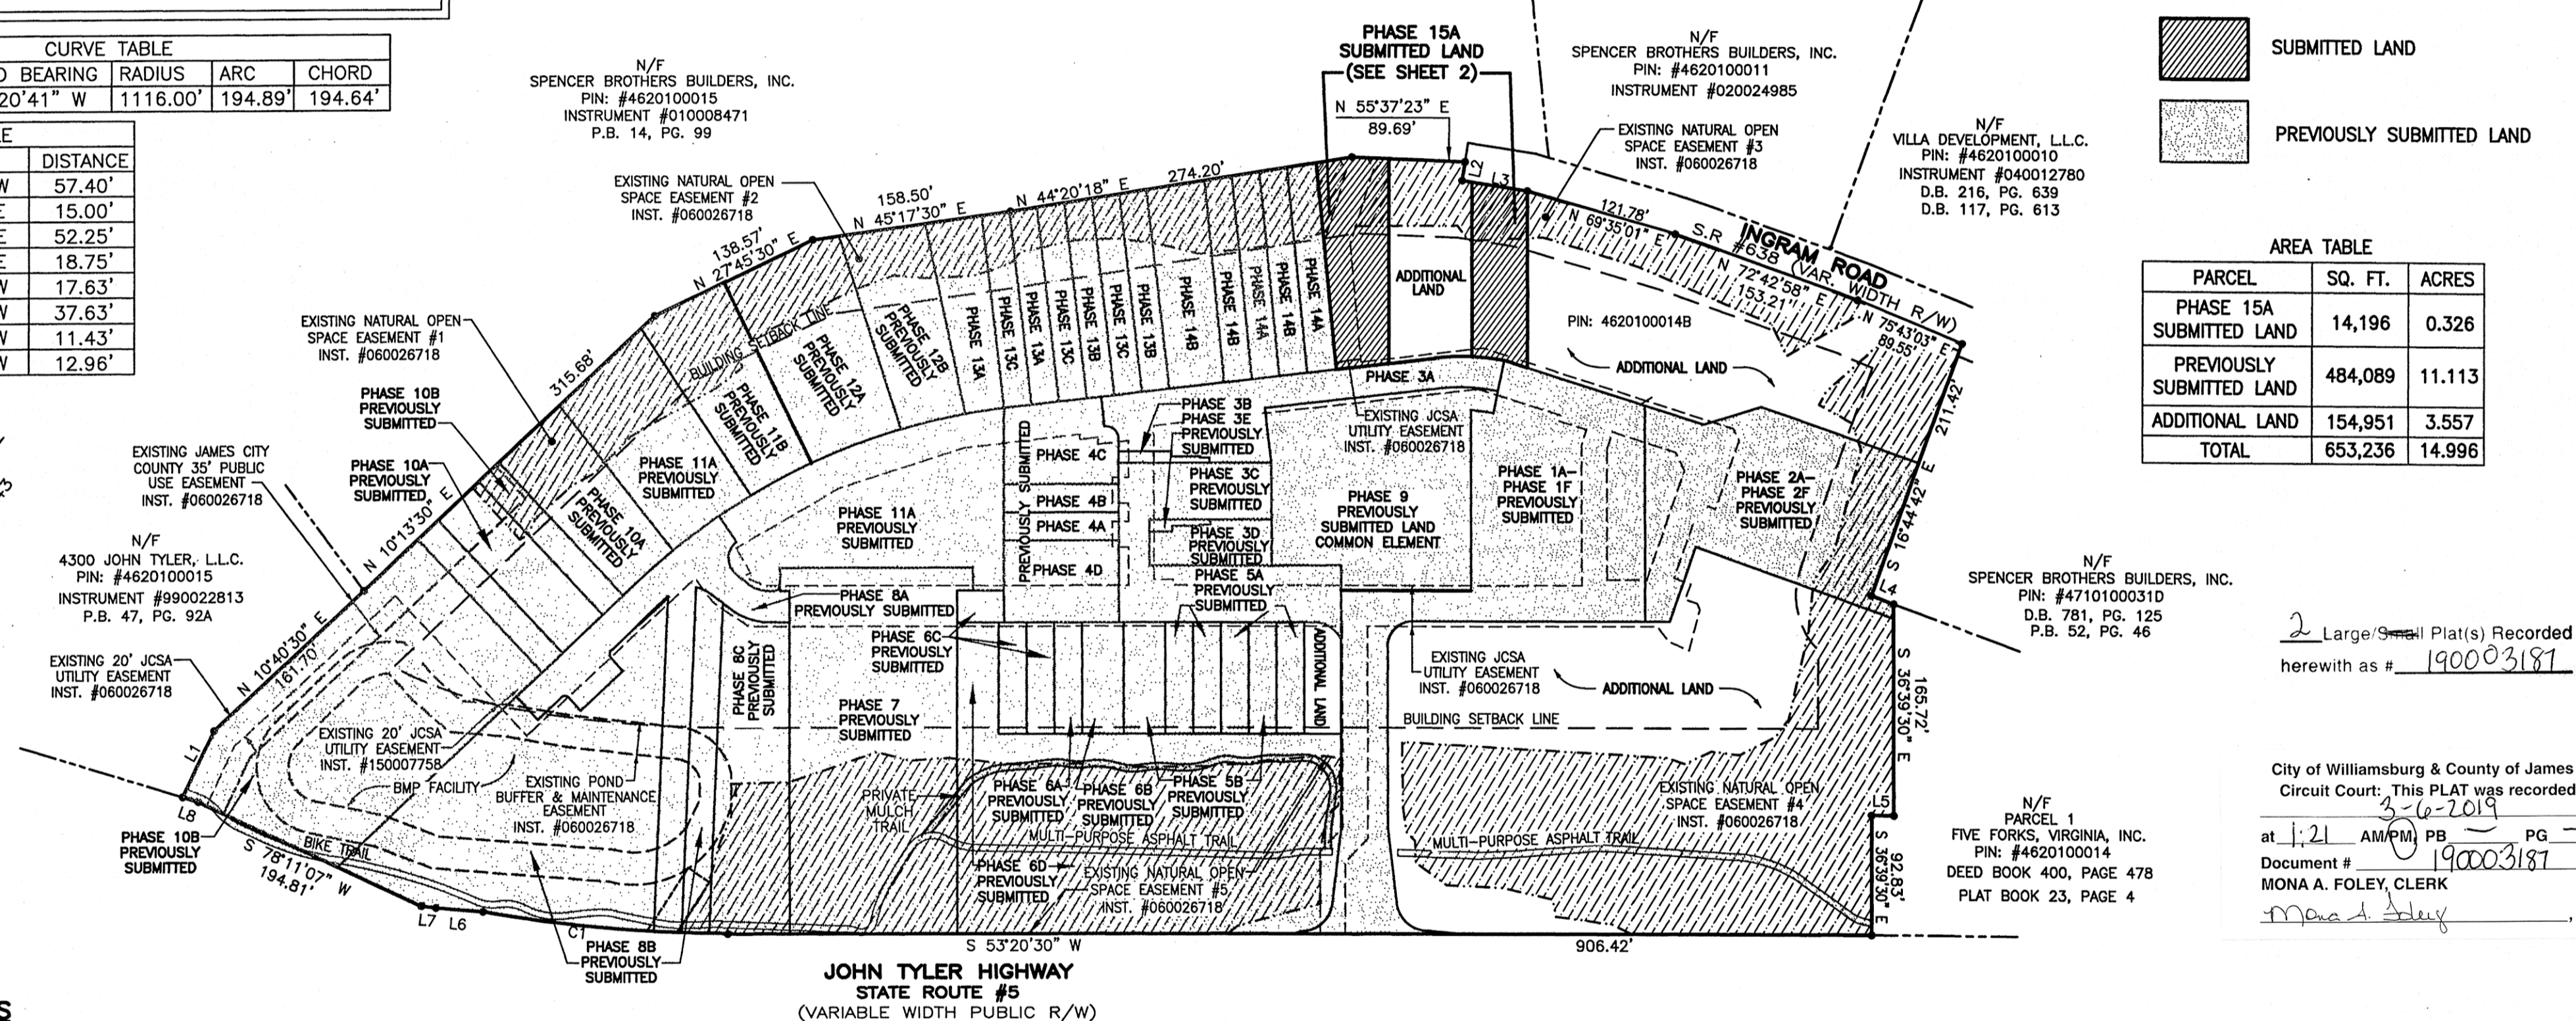 CURVE TABLE
D BEARING RADIUS ARC CHORD
20'41" W 1116.00' 194.89' 194.64'
LE
DISTANCE
W 57.40'
E 15.00'
E 52.25'
E 18.75'
W 17.63'
W 37.63'
W 11.43'
W 12.96'
N/F
SPENCER BROTHERS BUILDERS, INC.
PIN: #4620100015
INSTRUMENT #010008471
P.B. 14, PG. 99
PHASE 15A
SUBMITTED LAND
(SEE SHEET 2)
N 55°37'23" E
89.69'
N/F
SPENCER BROTHERS BUILDERS, INC.
PIN: #4620100011
INSTRUMENT #020024985
EXISTING NATURAL OPEN
SPACE EASEMENT #3
INST. #060026718
N/F
VILLA DEVELOPMENT, L.L.C.
PIN: #4620100010
INSTRUMENT #040012780
D.B. 216, PG. 639
D.B. 117, PG. 613
SUBMITTED LAND
PREVIOUSLY SUBMITTED LAND
AREA TABLE
PARCEL SQ. FT. ACRES
PHASE 15A
SUBMITTED LAND 14,196 0.326
PREVIOUSLY
SUBMITTED LAND 484,089 11.113
ADDITIONAL LAND 154,951 3.557
TOTAL 653,236 14.996
EXISTING NATURAL OPEN
SPACE EASEMENT #2
INST. #060026718
138.57'
N 27°45'30" E
158.50'
N 45°17'30" E
N 44°20'18" E
274.20'
L2
L3
121.78'
N 69°35'01" E
S.R #638 (VAR. WIDTH R/W)
INGRAM ROAD
N 72°42'58" E
153.21'
N 75°43'03" E
89.55'
211.42'
S 16°44'42" E
L4
EXISTING NATURAL OPEN
SPACE EASEMENT #1
INST. #060026718
315.68'
N 10°13'30" E
BUILDING SETBACK LINE
PHASE 10B
PREVIOUSLY
SUBMITTED
PHASE 10A
PREVIOUSLY
SUBMITTED
PHASE 10A
PREVIOUSLY
SUBMITTED
PHASE 11A
PREVIOUSLY
SUBMITTED
PHASE 11B
PREVIOUSLY
SUBMITTED
PHASE 12A
PREVIOUSLY
SUBMITTED
PHASE 12B
PREVIOUSLY
SUBMITTED
PHASE 13A
PHASE 13C
PHASE 13A
PHASE 13C
PHASE 13B
PHASE 13C
PHASE 13B
PHASE 14B
PHASE 14B
PHASE 14A
PHASE 14B
PHASE 14A
ADDITIONAL
LAND
PIN: 4620100014B
ADDITIONAL LAND
PHASE 3A
EXISTING JAMES CITY
COUNTY 35' PUBLIC
USE EASEMENT
INST. #060026718
N/F
4300 JOHN TYLER, L.L.C.
PIN: #4620100015
INSTRUMENT #990022813
P.B. 47, PG. 92A
EXISTING 20' JCSA
UTILITY EASEMENT
INST. #060026718
N 10°40'30" E
161.70'
L1
L8
PHASE 11A
PREVIOUSLY
SUBMITTED
PREVIOUSLY SUBMITTED
PHASE 4C
PHASE 4B
PHASE 4A
PHASE 4D
PHASE 3B
PHASE 3E
PREVIOUSLY
SUBMITTED
PHASE 3C
PREVIOUSLY
SUBMITTED
PHASE 3D
PREVIOUSLY
SUBMITTED
PHASE 5A
PREVIOUSLY
SUBMITTED
EXISTING JCSA
UTILITY EASEMENT
INST. #060026718
PHASE 9
PREVIOUSLY
SUBMITTED LAND
COMMON ELEMENT
PHASE 1A-
PHASE 1F
PREVIOUSLY
SUBMITTED
PHASE 2A-
PHASE 2F
PREVIOUSLY
SUBMITTED
PHASE 8A
PREVIOUSLY SUBMITTED
PHASE 6C
PREVIOUSLY
SUBMITTED
PHASE 8C
PREVIOUSLY
SUBMITTED
PHASE 7
PREVIOUSLY
SUBMITTED
ADDITIONAL LAND
EXISTING JCSA
UTILITY EASEMENT
INST. #060026718
ADDITIONAL LAND
BUILDING SETBACK LINE
EXISTING 20' JCSA
UTILITY EASEMENT
INST. #150007758
BMP FACILITY
EXISTING POND
BUFFER & MAINTENANCE
EASEMENT
INST. #060026718
PRIVATE
MULCH
TRAIL
PHASE 6A
PREVIOUSLY
SUBMITTED
PHASE 6B
PREVIOUSLY
SUBMITTED
PHASE 5B
PREVIOUSLY
SUBMITTED
MULTI-PURPOSE ASPHALT TRAIL
PHASE 6D
PREVIOUSLY
SUBMITTED
EXISTING NATURAL OPEN
SPACE EASEMENT #5
INST. #060026718
EXISTING NATURAL OPEN
SPACE EASEMENT #4
INST. #060026718
MULTI-PURPOSE ASPHALT TRAIL
PHASE 10B
PREVIOUSLY
SUBMITTED
BIKE TRAIL
S 78°11'07" W
194.81'
L7
L6
C1
PHASE 8B
PREVIOUSLY
SUBMITTED
S 53°20'30" W
906.42'
JOHN TYLER HIGHWAY
STATE ROUTE #5
(VARIABLE WIDTH PUBLIC R/W)
S 36°39'30" E
165.72'
L5
S 36°39'30" E
92.83'
N/F
SPENCER BROTHERS BUILDERS, INC.
PIN: #4710100031D
D.B. 781, PG. 125
P.B. 52, PG. 46
N/F
PARCEL 1
FIVE FORKS, VIRGINIA, INC.
PIN: #4620100014
DEED BOOK 400, PAGE 478
PLAT BOOK 23, PAGE 4
2 Large/Small Plat(s) Recorded
herewith as # 190003187
City of Williamsburg & County of James
Circuit Court: This PLAT was recorded
3-6-2019
at 1:21 AM/PM PB — PG —
Document # 190003187
MONA A. FOLEY, CLERK
Mona A. Foley
S